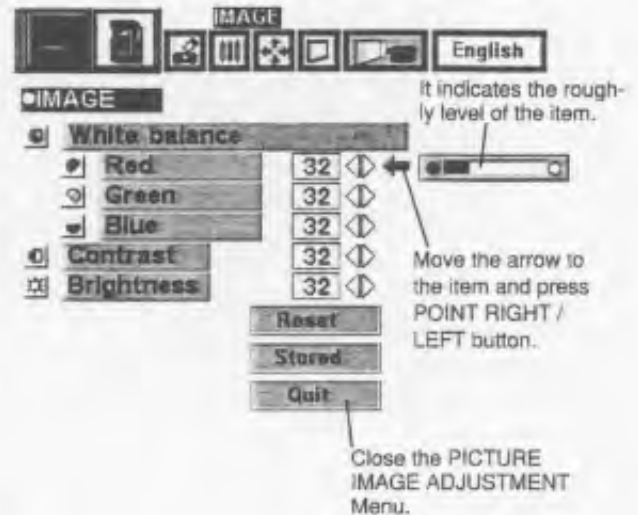 IMAGE
English
IMAGE
It indicates the rough-
ly level of the item.
White balance
Red 32
Green 32
Blue 32
Contrast 32
Brightness 32
Move the arrow to
the item and press
POINT RIGHT /
LEFT button.
Reset
Stored
Quit
Close the PICTURE
IMAGE ADJUSTMENT
Menu.